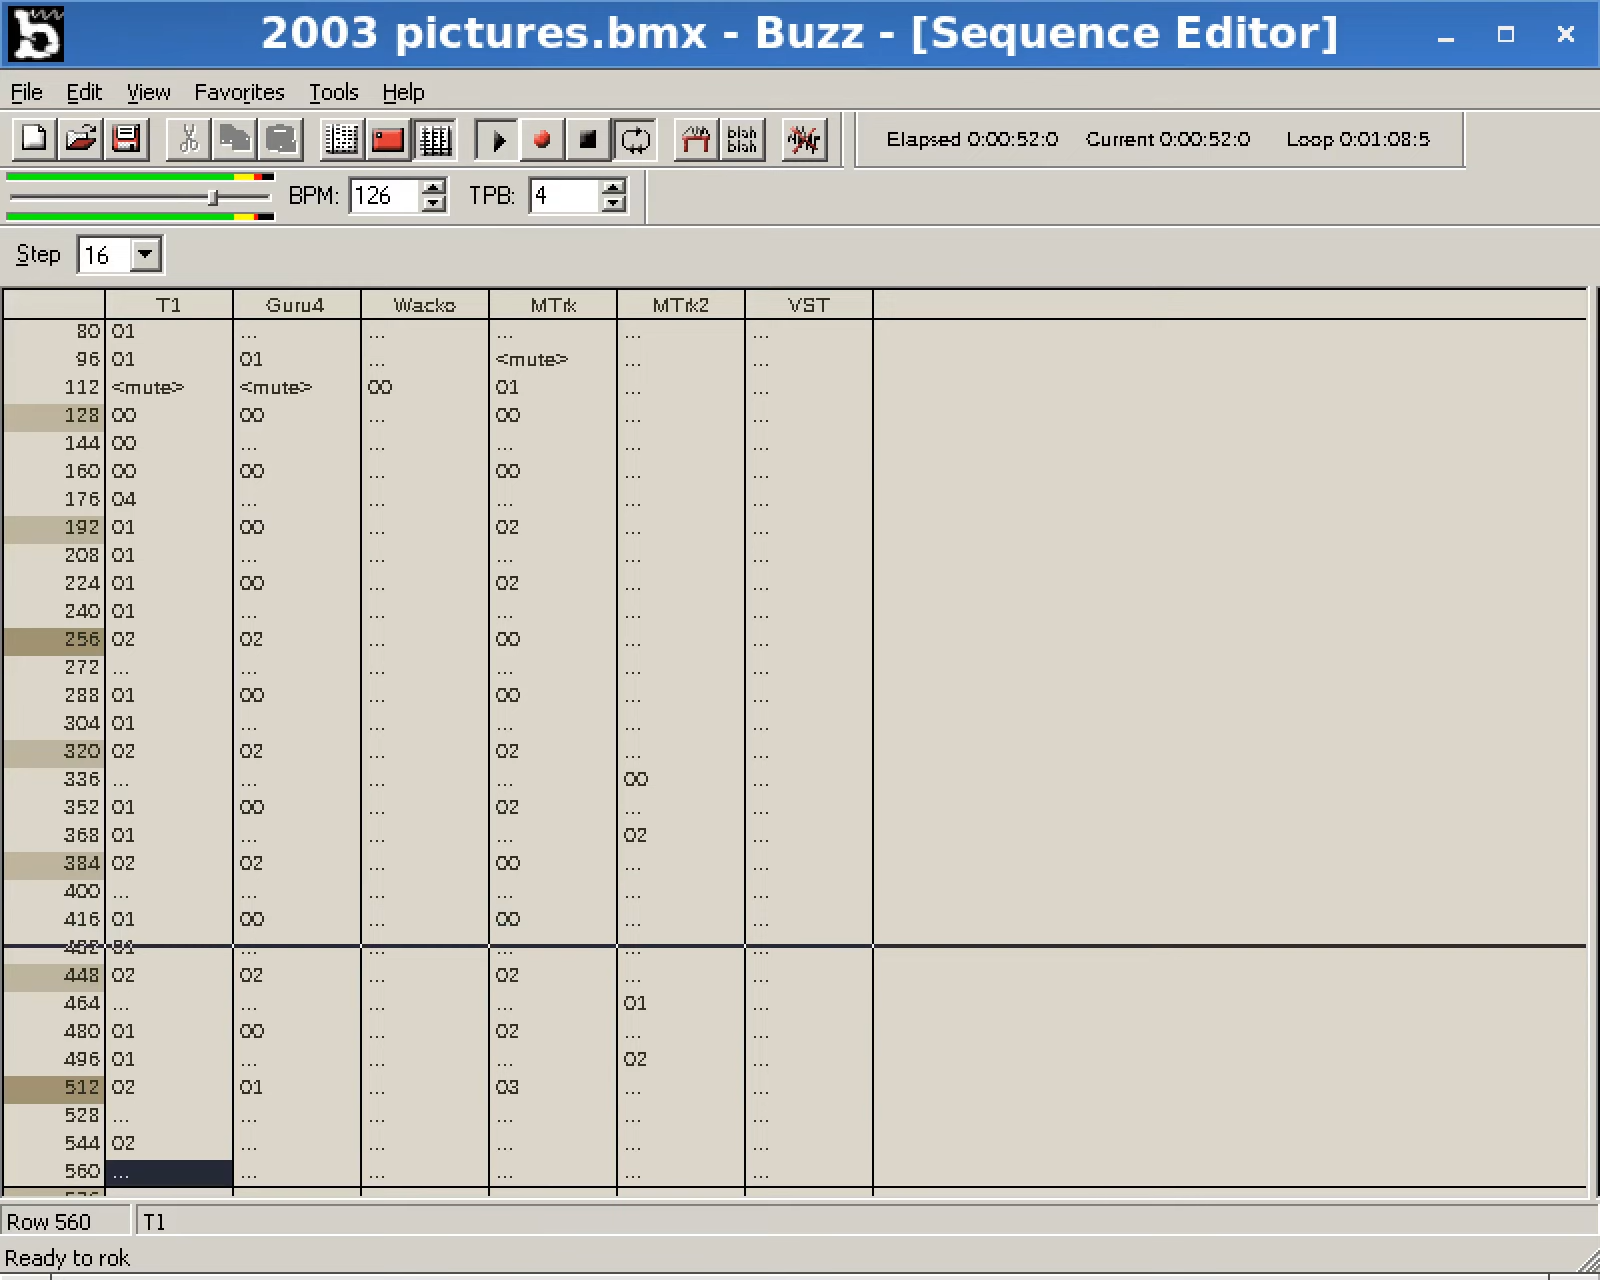 2003 pictures.bmx - Buzz - [Sequence Editor]
File Edit View Favorites Tools Help
blah blah Elapsed 0:00:52:0 Current 0:00:52:0 Loop 0:01:08:5
BPM: 126 TPB: 4
Step 16
T1 Guru4 Wacko MTrk MTrk2 VST
80 01 ... ... ... ... ...
96 01 01 ... <mute> ... ...
112 <mute> <mute> 00 01 ... ...
128 00 00 ... 00 ... ...
144 00 ... ... ... ... ...
160 00 00 ... 00 ... ...
176 04 ... ... ... ... ...
192 01 00 ... 02 ... ...
208 01 ... ... ... ... ...
224 01 00 ... 02 ... ...
240 01 ... ... ... ... ...
256 02 02 ... 00 ... ...
272 ... ... ... ... ... ...
288 01 00 ... 00 ... ...
304 01 ... ... ... ... ...
320 02 02 ... 02 ... ...
336 ... ... ... ... 00 ...
352 01 00 ... 02 ... ...
368 01 ... ... ... 02 ...
384 02 02 ... 00 ... ...
400 ... ... ... ... ... ...
416 01 00 ... 00 ... ...
432 01 ... ... ... ... ...
448 02 02 ... 02 ... ...
464 ... ... ... ... 01 ...
480 01 00 ... 02 ... ...
496 01 ... ... ... 02 ...
512 02 01 ... 03 ... ...
528 ... ... ... ... ... ...
544 02 ... ... ... ... ...
560 ... ... ... ... ... ...
Row 560 T1
Ready to rok